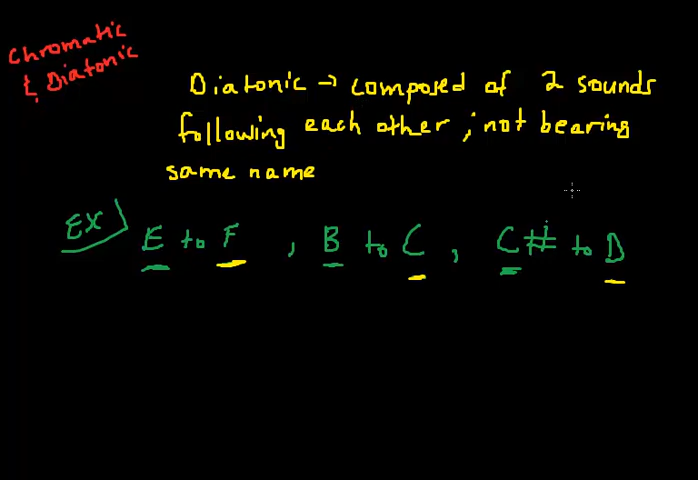 Chromatic
& Diatonic
Diatonic → composed of 2 sounds
following each other ; not bearing
same name
EX) E to F , B to C , C# to D